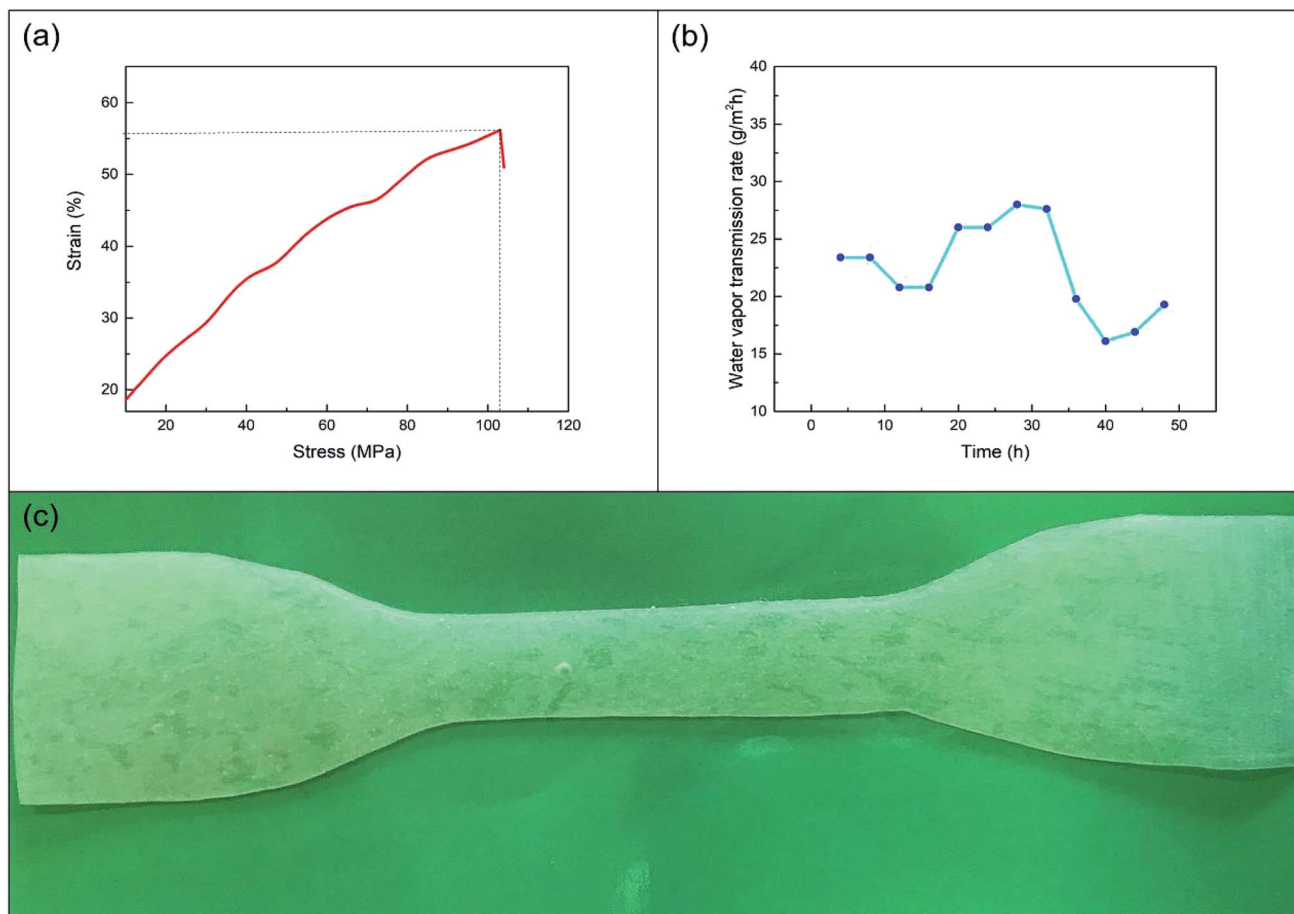 (a)
60
50
40
30
20
Strain (%)
20 40 60 80 100 120
Stress (MPa)
(b)
40
35
30
25
20
15
10
Water vapor transmission rate (g/m²h)
0 10 20 30 40 50
Time (h)
(c)